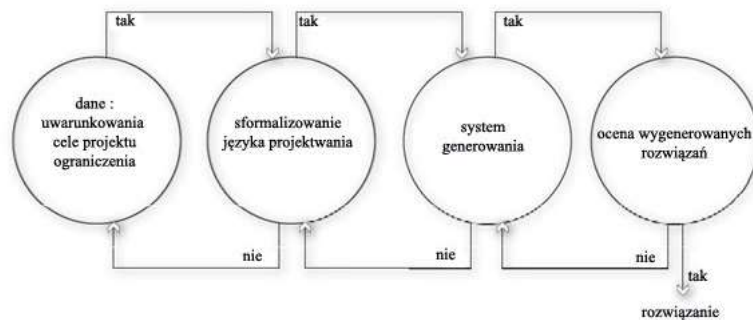 tak
tak
tak
dane :
uwarunkowania
cele projektu
ograniczenia
sformalizowanie
języka projektwania
system
generowania
ocena wygenerowanych
rozwiązań
nie
nie
nie
tak
rozwiązanie